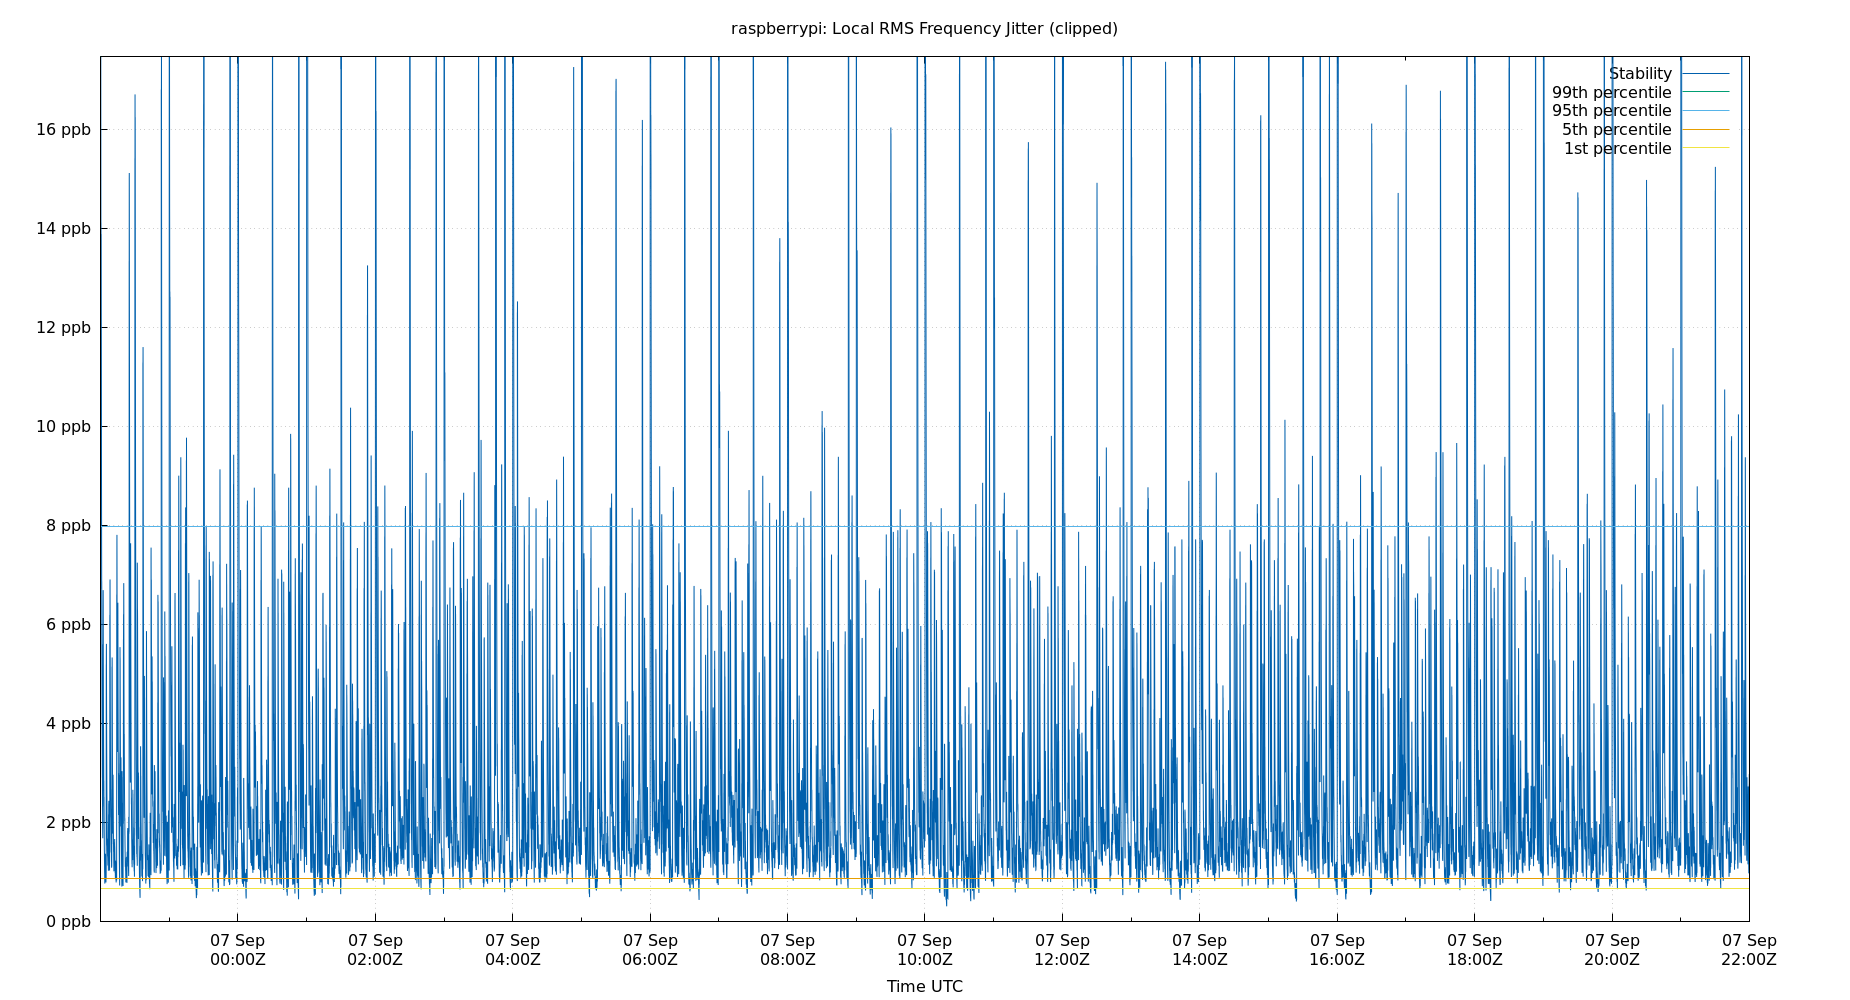 raspberrypi: Local RMS Frequency Jitter (clipped)
Stability
99th percentile
95th percentile
5th percentile
1st percentile
16 ppb
14 ppb
12 ppb
10 ppb
8 ppb
6 ppb
4 ppb
2 ppb
0 ppb
07 Sep 07 Sep 07 Sep 07 Sep 07 Sep 07 Sep 07 Sep 07 Sep 07 Sep 07 Sep 07 Sep 07 Sep
00:00Z 02:00Z 04:00Z 06:00Z 08:00Z 10:00Z 12:00Z 14:00Z 16:00Z 18:00Z 20:00Z 22:00Z
Time UTC